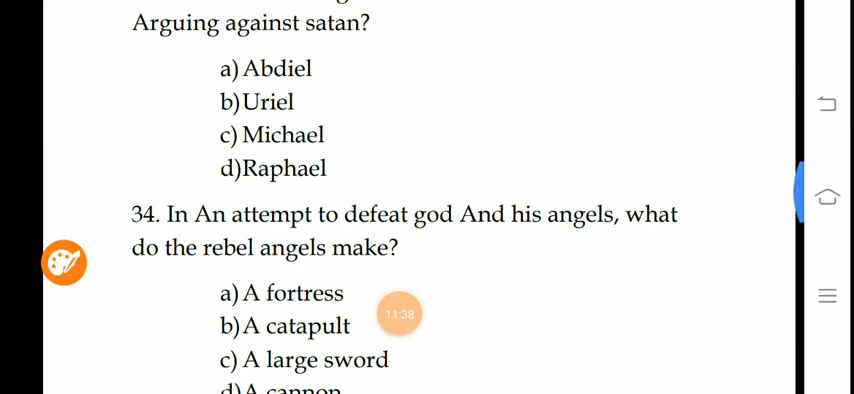 Arguing against satan?
a) Abdiel
b) Uriel
c) Michael
d) Raphael
34. In An attempt to defeat god And his angels, what
do the rebel angels make?
a) A fortress
b) A catapult
11:38
c) A large sword
d) A cannon